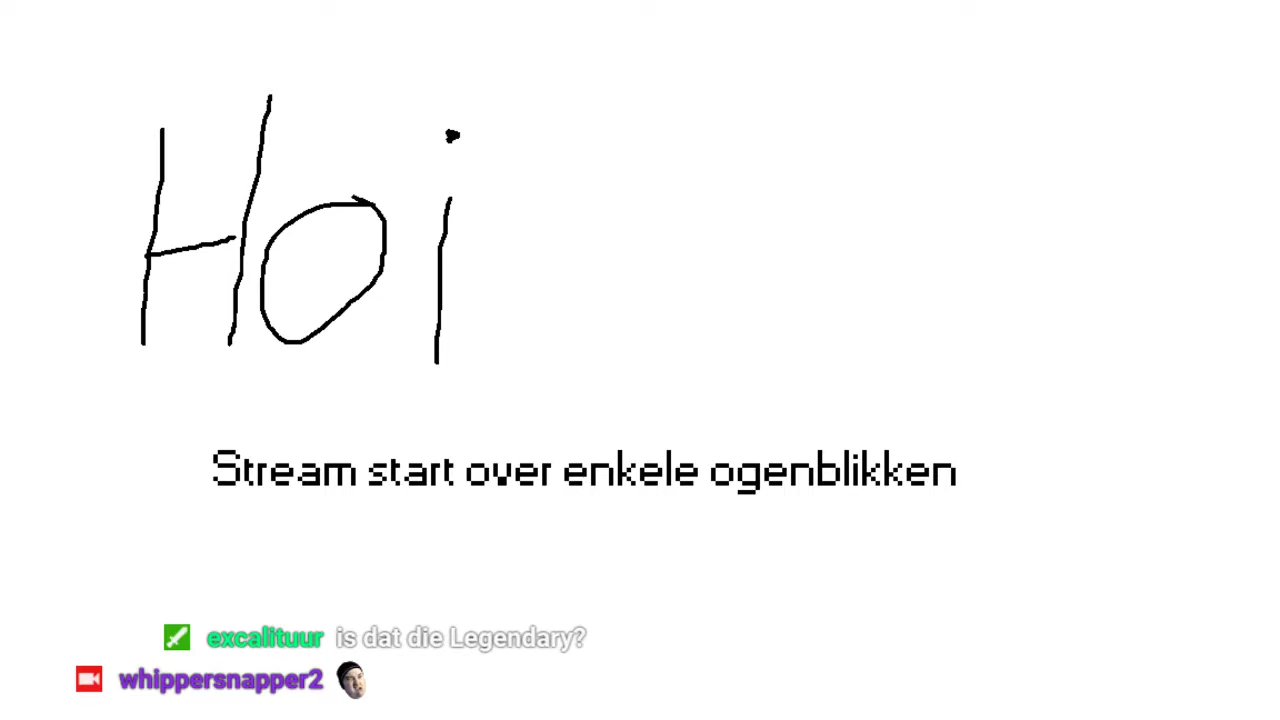 Hoi
Stream start over enkele ogenblikken
excalituur is dat die Legendary?
whippersnapper2